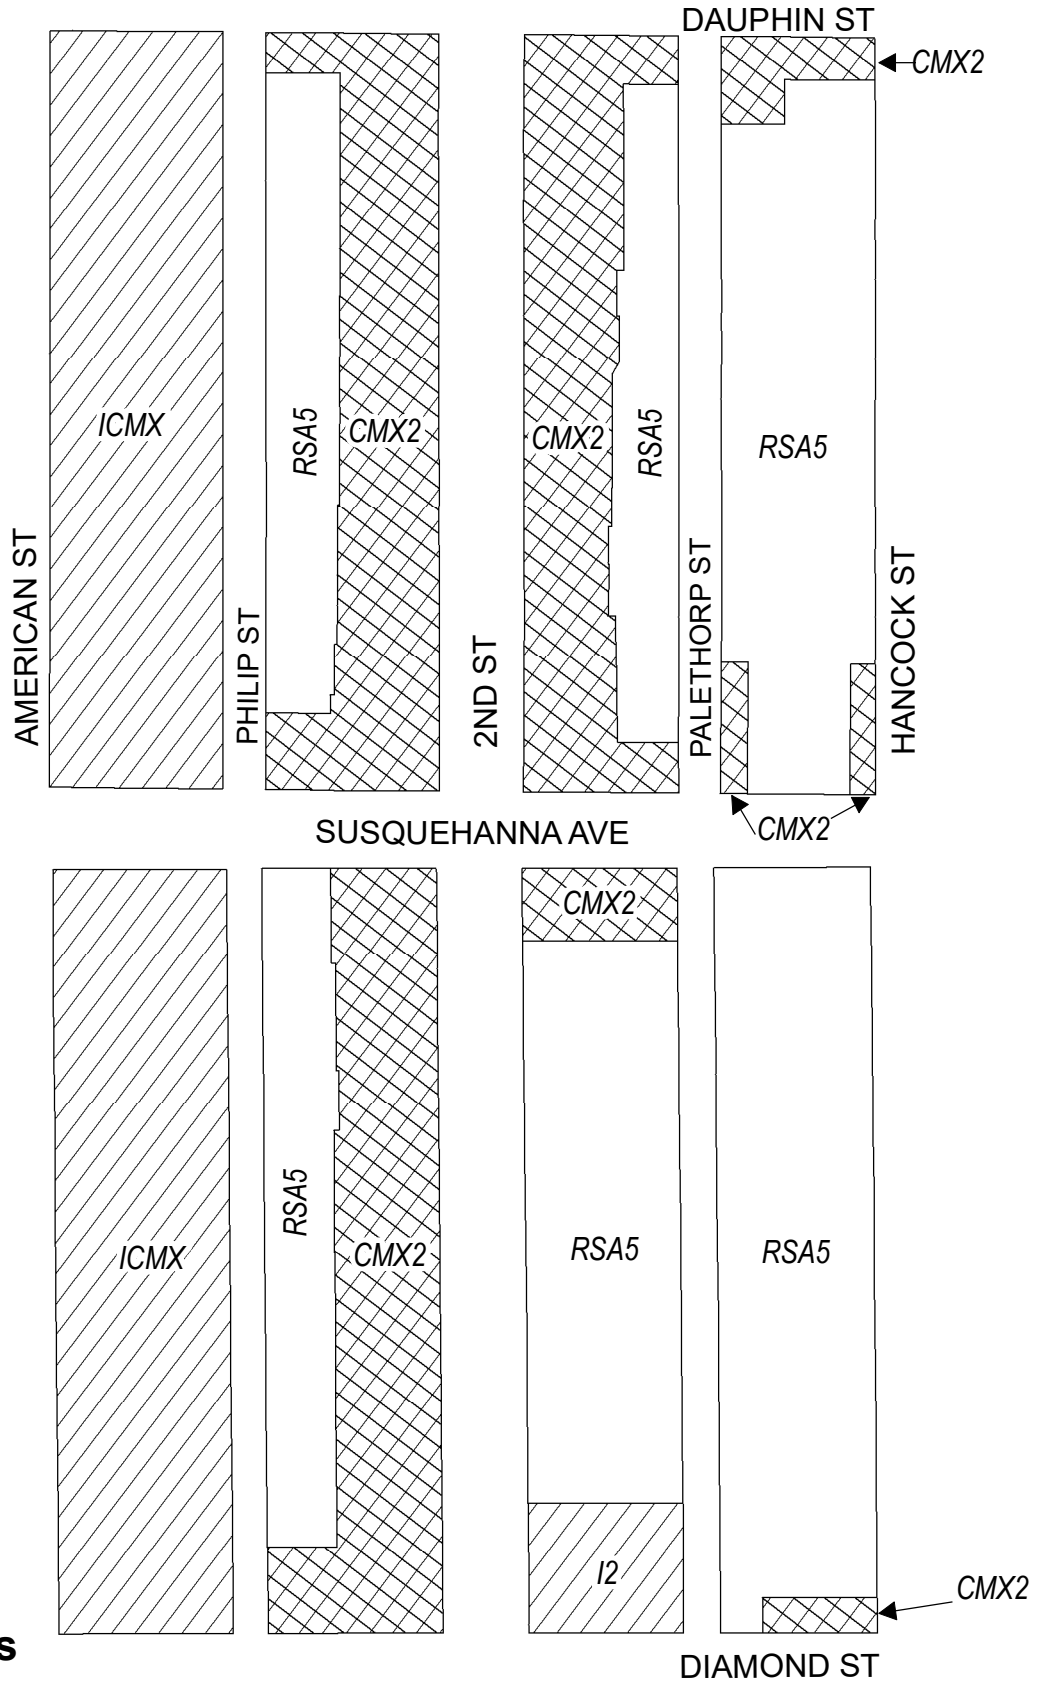 DAUPHIN ST
CMX2
ICMX
RSA5
CMX2
CMX2
RSA5
RSA5
AMERICAN ST
PHILIP ST
2ND ST
PALETHORP ST
HANCOCK ST
CMX2
SUSQUEHANNA AVE
CMX2
ICMX
RSA5
CMX2
RSA5
RSA5
I2
CMX2
s
DIAMOND ST